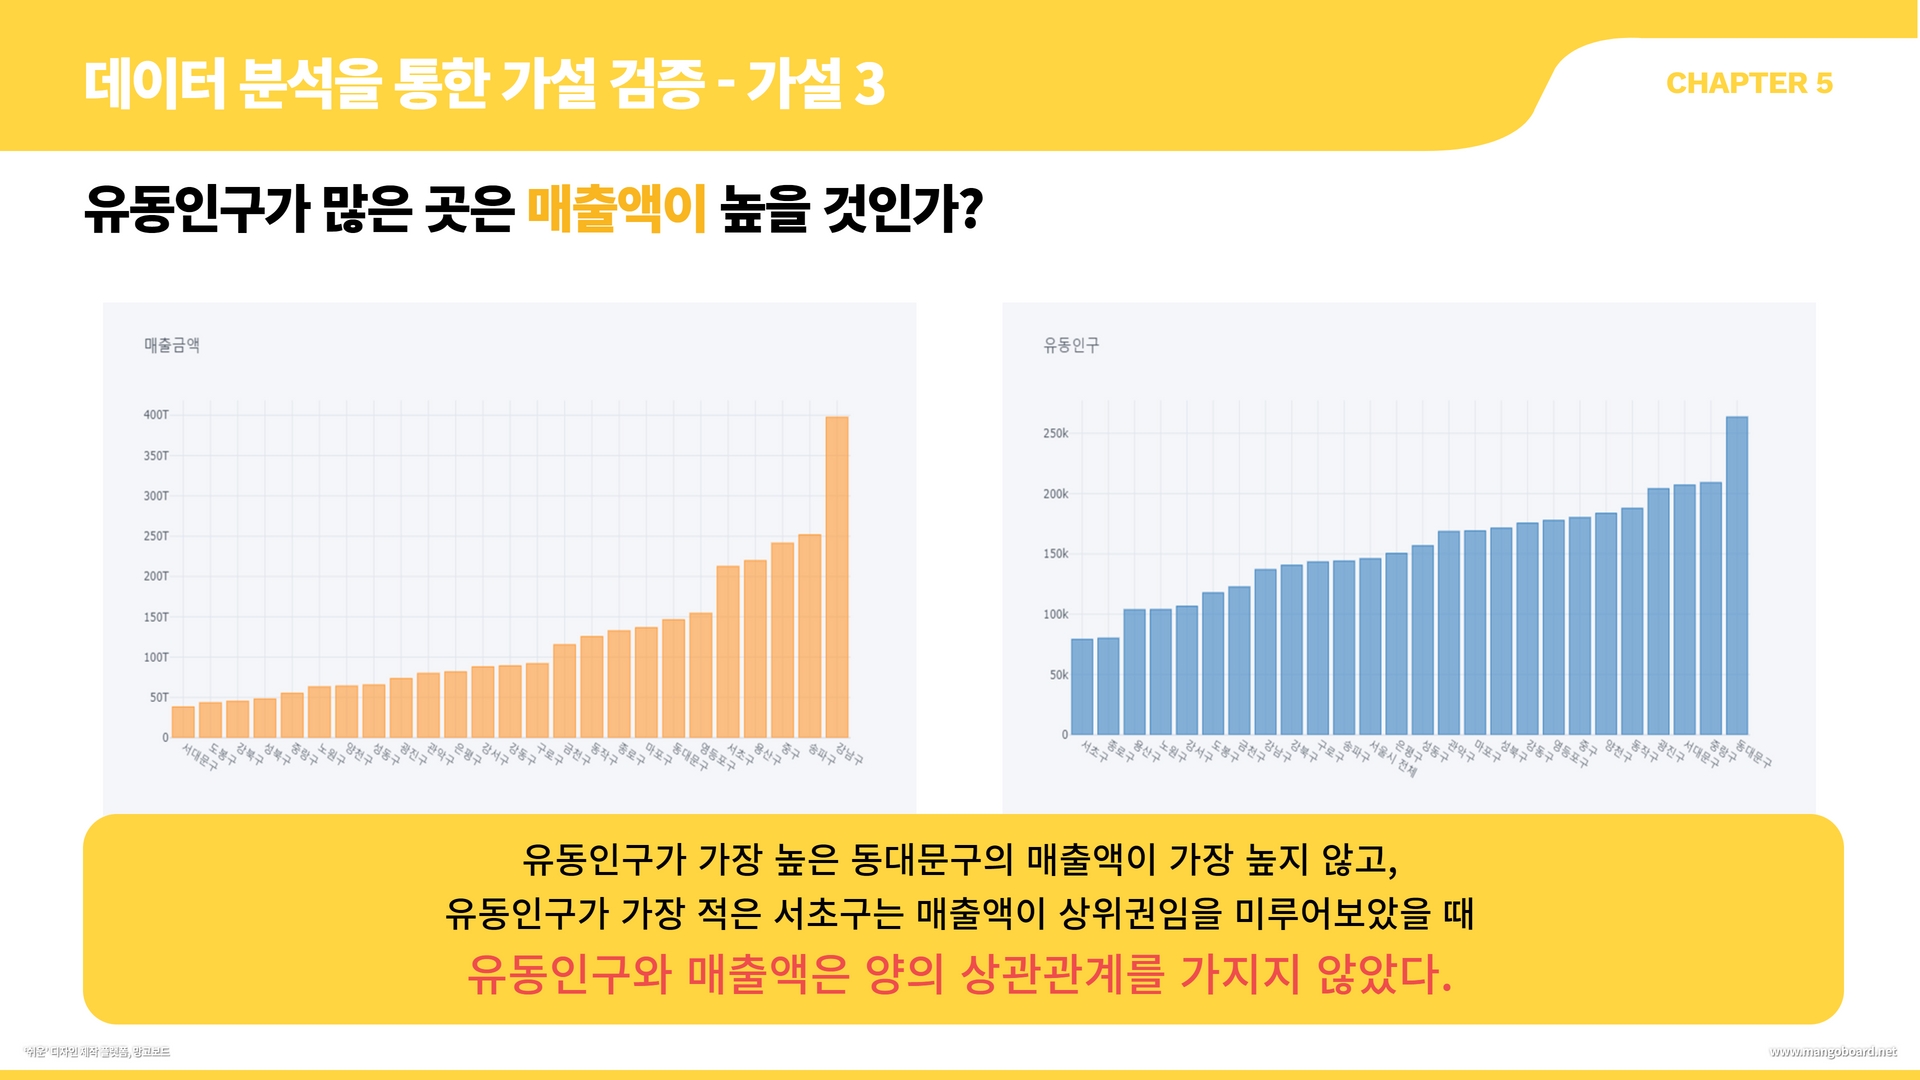 데이터 분석을 통한 가설 검증 - 가설 3
CHAPTER 5
유동인구가 많은 곳은 매출액이 높을 것인가?
매출금액
400T
350T
300T
250T
200T
150T
100T
50T
0
서대문구 도봉구 강북구 성북구 중랑구 노원구 양천구 성동구 광진구 관악구 은평구 강서구 강동구 구로구 금천구 동작구 종로구 마포구 동대문구 영등포구 서초구 용산구 중구 송파구 강남구
유동인구
250k
200k
150k
100k
50k
0
서초구 종로구 용산구 노원구 강서구 도봉구 금천구 강남구 강북구 구로구 송파구 서울시 전체 은평구 성동구 관악구 마포구 성북구 강동구 영등포구 중구 양천구 동작구 광진구 서대문구 중랑구 동대문구
유동인구가 가장 높은 동대문구의 매출액이 가장 높지 않고,
유동인구가 가장 적은 서초구는 매출액이 상위권임을 미루어보았을 때
유동인구와 매출액은 양의 상관관계를 가지지 않았다.
'쉬운' 디자인 제작 플랫폼, 망고보드
www.mangoboard.net